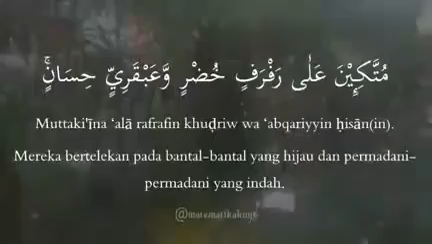 مُتَّكِـِٕيْنَ عَلٰى رَفْرَفٍ خُضْرٍ وَّعَبْقَرِيٍّ حِسَانٍۚ
Muttaki'īna ‘alā rafrafin khuḍriw wa ‘abqariyyin ḥisān(in).
Mereka bertelekan pada bantal-bantal yang hijau dan permadani-
permadani yang indah.